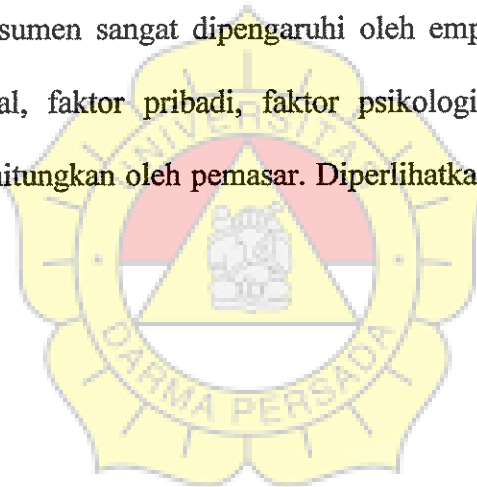 sumen sangat dipengaruhi oleh emp
al, faktor pribadi, faktor psikologi
itungkan oleh pemasar. Diperlihatka
UNIVERSITAS
DARMA PERSADA